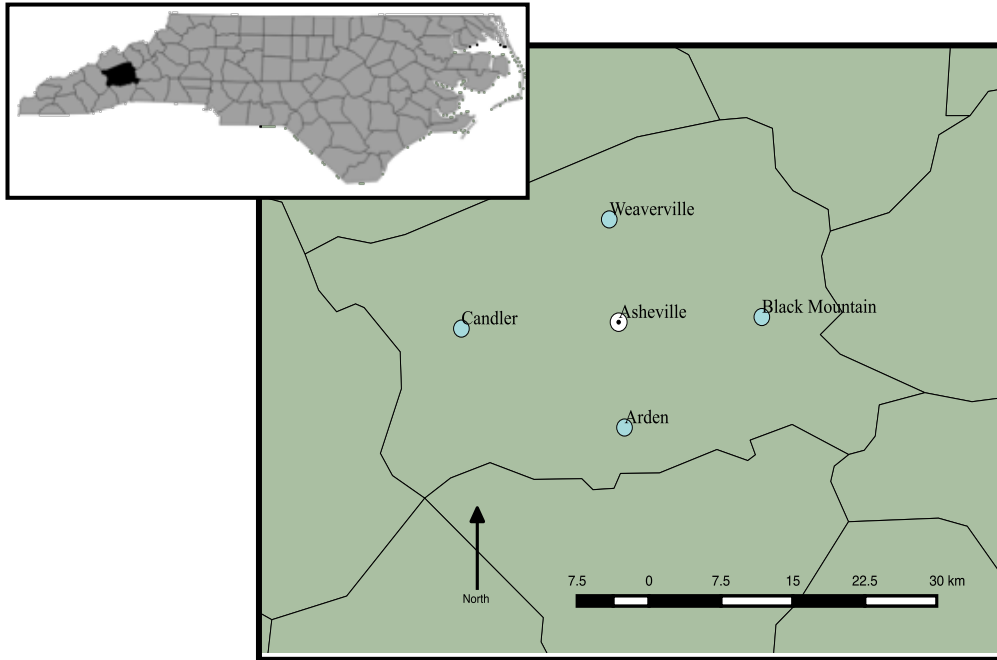 Weaverville
Candler
Asheville
Black Mountain
Arden
North
7.5 0 7.5 15 22.5 30 km